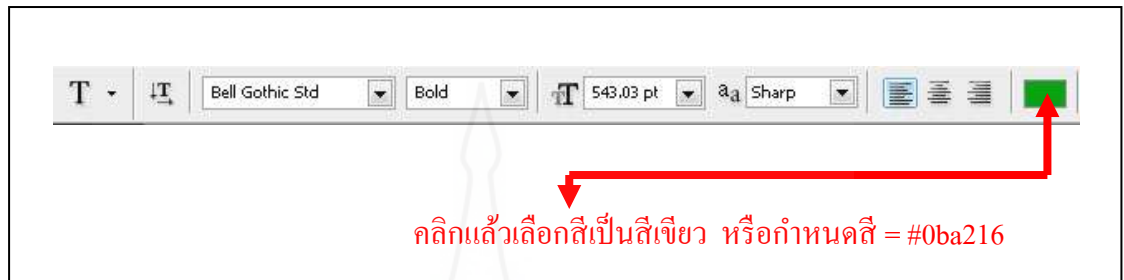 T Bell Gothic Std Bold T 543.03 pt aa Sharp
คลิกแล้วเลือกสีเป็นสีเขียว หรือกำหนดสี = #0ba216